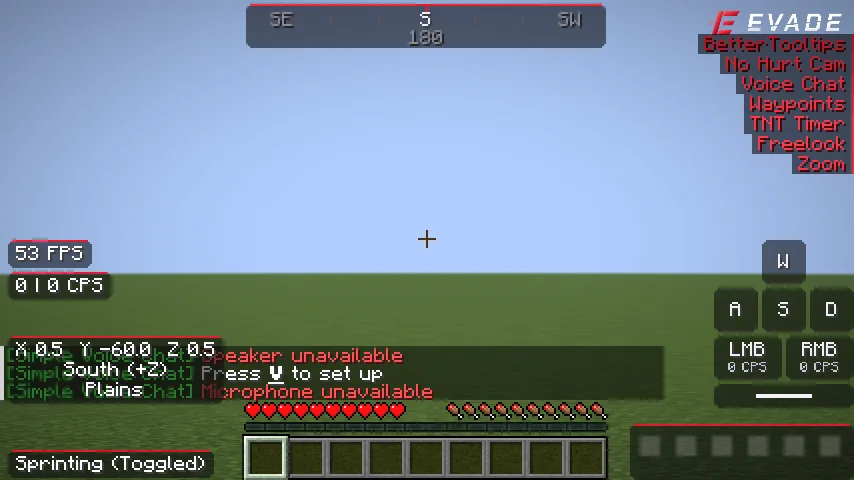 SE S SW
180
EVADE
Better Tooltips
No Hurt Cam
Voice Chat
Waypoints
TNT Timer
Freelook
Zoom
53 FPS
0 | 0 CPS
W
A S D
LMB RMB
0 CPS 0 CPS
X 0.5 Y -60.0 Z 0.5
South (+Z)
Plains
[Simple Voice Chat] Speaker unavailable
[Simple Voice Chat] Press V to set up
[Simple Voice Chat] Microphone unavailable
Sprinting (Toggled)